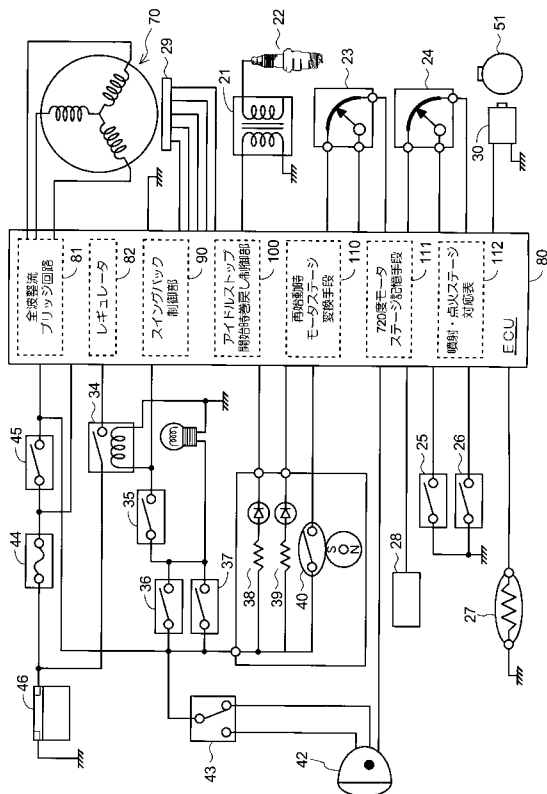 70
29
22
21
23
24
51
30
全波整流
ブリッジ回路
81
レギュレータ
82
スイングバック
制御部
90
アイドルストップ
開始時巻戻し制御部
100
再始動時
モータステージ
変換手段
110
720度モータ
ステージ記憶手段
111
噴射・点火ステージ
対応表
112
ECU
80
45
44
46
34
35
36
37
38
39
40
S
N
43
42
28
25
26
27